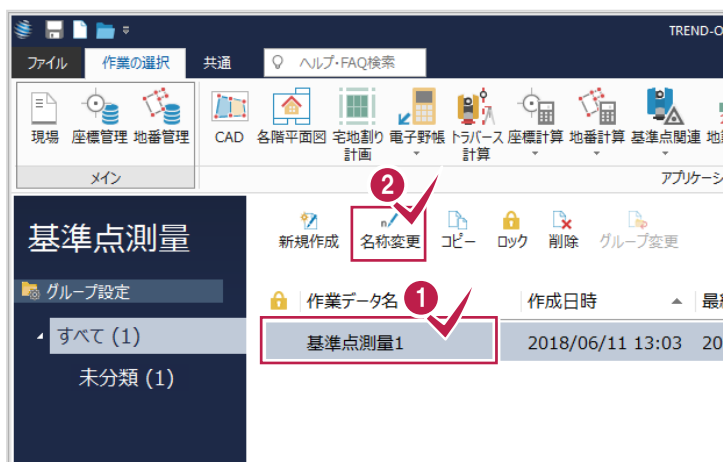 TREND-O
ファイル 作業の選択 共通 ヘルプ・FAQ検索
現場 座標管理 地番管理 CAD 各階平面図 宅地割り 電子野帳 トラバース 座標計算 地番計算 基準点関連
計画 計算
メイン アプリケーシ
2
基準点測量
新規作成 名称変更 コピー ロック 削除 グループ変更
グループ設定
作業データ名 1 作成日時 最
すべて (1)
基準点測量1 2018/06/11 13:03 20
未分類 (1)